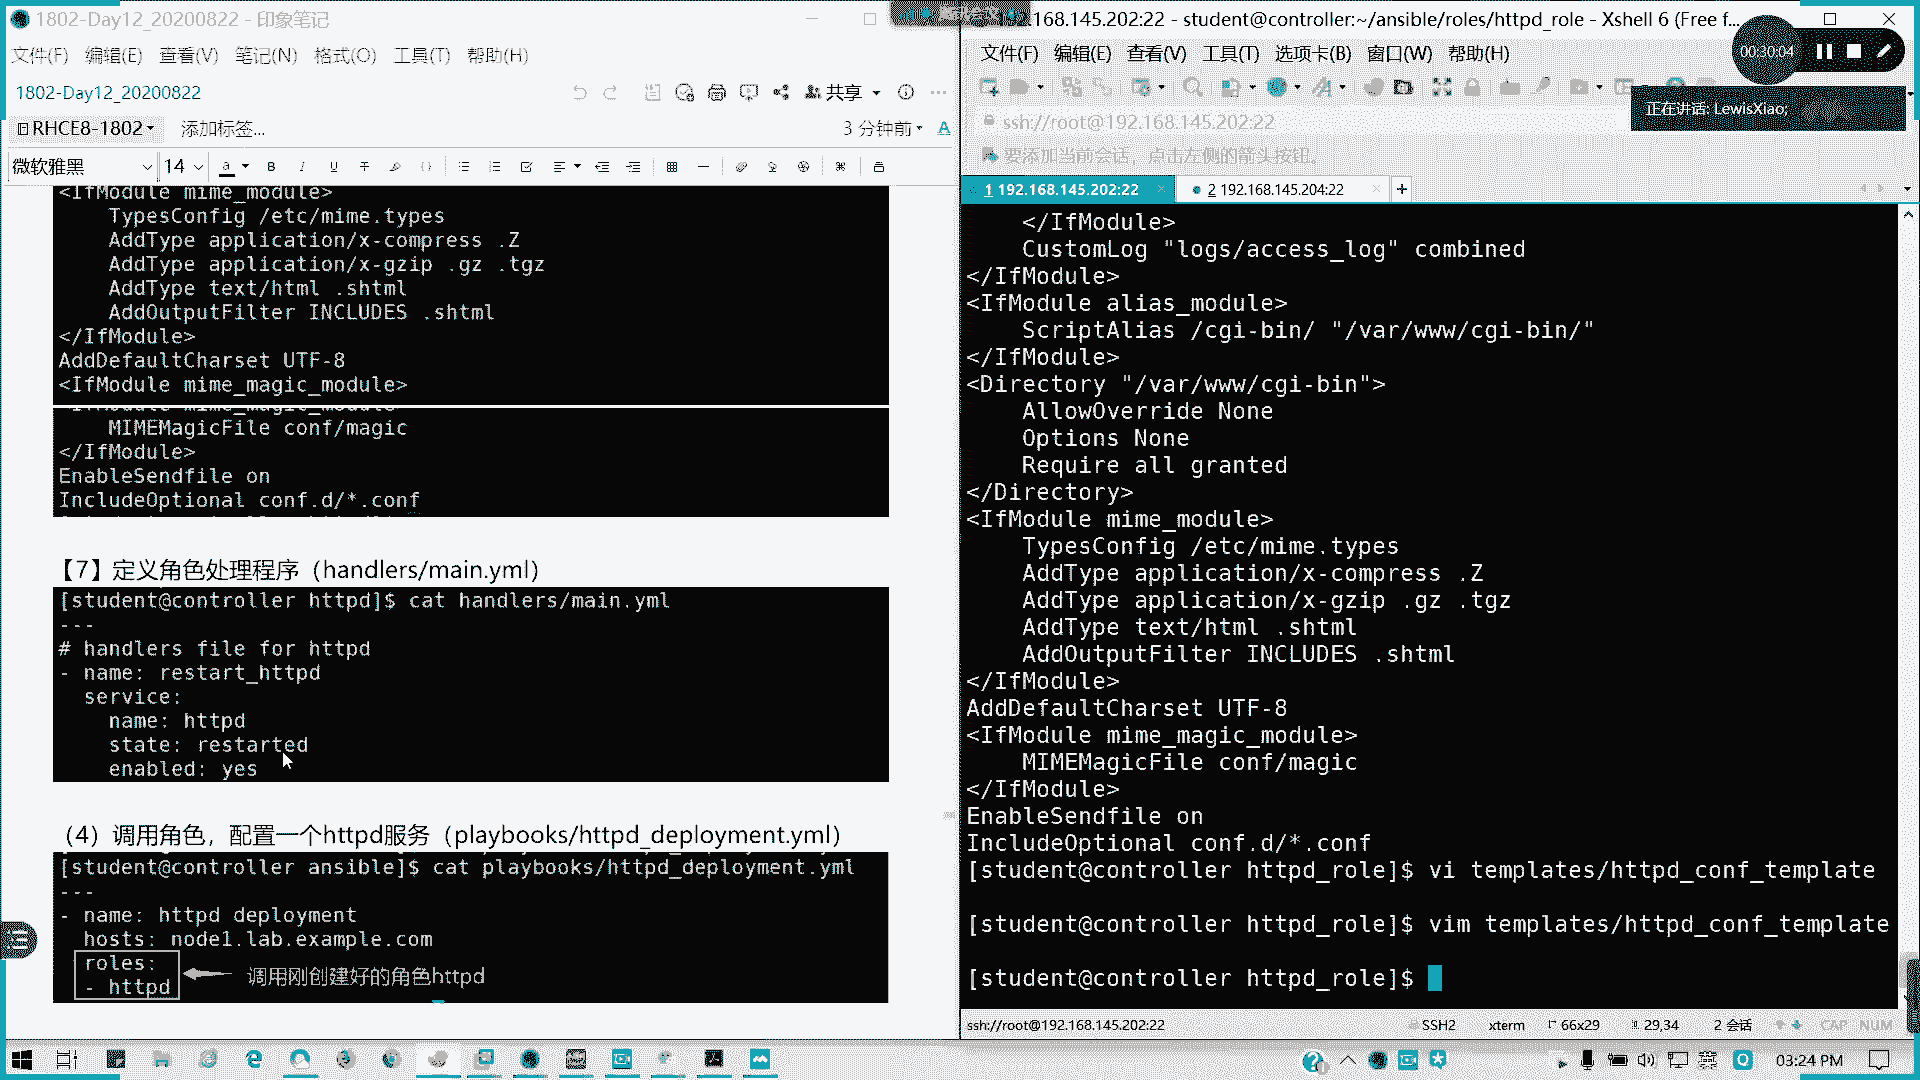 1802-Day12_20200822 - 印象笔记
文件(F) 编辑(E) 查看(V) 笔记(N) 格式(O) 工具(T) 帮助(H)
1802-Day12_20200822
共享
RHCE8-1802 添加标签...
3 分钟前
微软雅黑 14
<IfModule mime_module>
TypesConfig /etc/mime.types
AddType application/x-compress .Z
AddType application/x-gzip .gz .tgz
AddType text/html .shtml
AddOutputFilter INCLUDES .shtml
</IfModule>
AddDefaultCharset UTF-8
<IfModule mime_magic_module>
MIMEMagicFile conf/magic
</IfModule>
EnableSendfile on
IncludeOptional conf.d/*.conf
【7】定义角色处理程序（handlers/main.yml）
[student@controller httpd]$ cat handlers/main.yml
---
# handlers file for httpd
- name: restart_httpd
service:
name: httpd
state: restarted
enabled: yes
（4）调用角色，配置一个httpd服务（playbooks/httpd_deployment.yml）
[student@controller ansible]$ cat playbooks/httpd_deployment.yml
---
- name: httpd deployment
hosts: node1.lab.example.com
roles:
- httpd
调用刚创建好的角色httpd
.168.145.202:22 - student@controller:~/ansible/roles/httpd_role - Xshell 6 (Free f...
文件(F) 编辑(E) 查看(V) 工具(T) 选项卡(B) 窗口(W) 帮助(H)
00:30:04
正在讲话: LewisXiao;
ssh://root@192.168.145.202:22
要添加当前会话，点击左侧的箭头按钮。
1 192.168.145.202:22
2 192.168.145.204:22
</IfModule>
CustomLog "logs/access_log" combined
</IfModule>
<IfModule alias_module>
ScriptAlias /cgi-bin/ "/var/www/cgi-bin/"
</IfModule>
<Directory "/var/www/cgi-bin">
AllowOverride None
Options None
Require all granted
</Directory>
<IfModule mime_module>
TypesConfig /etc/mime.types
AddType application/x-compress .Z
AddType application/x-gzip .gz .tgz
AddType text/html .shtml
AddOutputFilter INCLUDES .shtml
</IfModule>
AddDefaultCharset UTF-8
<IfModule mime_magic_module>
MIMEMagicFile conf/magic
</IfModule>
EnableSendfile on
IncludeOptional conf.d/*.conf
[student@controller httpd_role]$ vi templates/httpd_conf_template
[student@controller httpd_role]$ vim templates/httpd_conf_template
[student@controller httpd_role]$
ssh://root@192.168.145.202:22
SSH2 xterm 66x29 29,34 2 会话 CAP NUM
英
03:24 PM